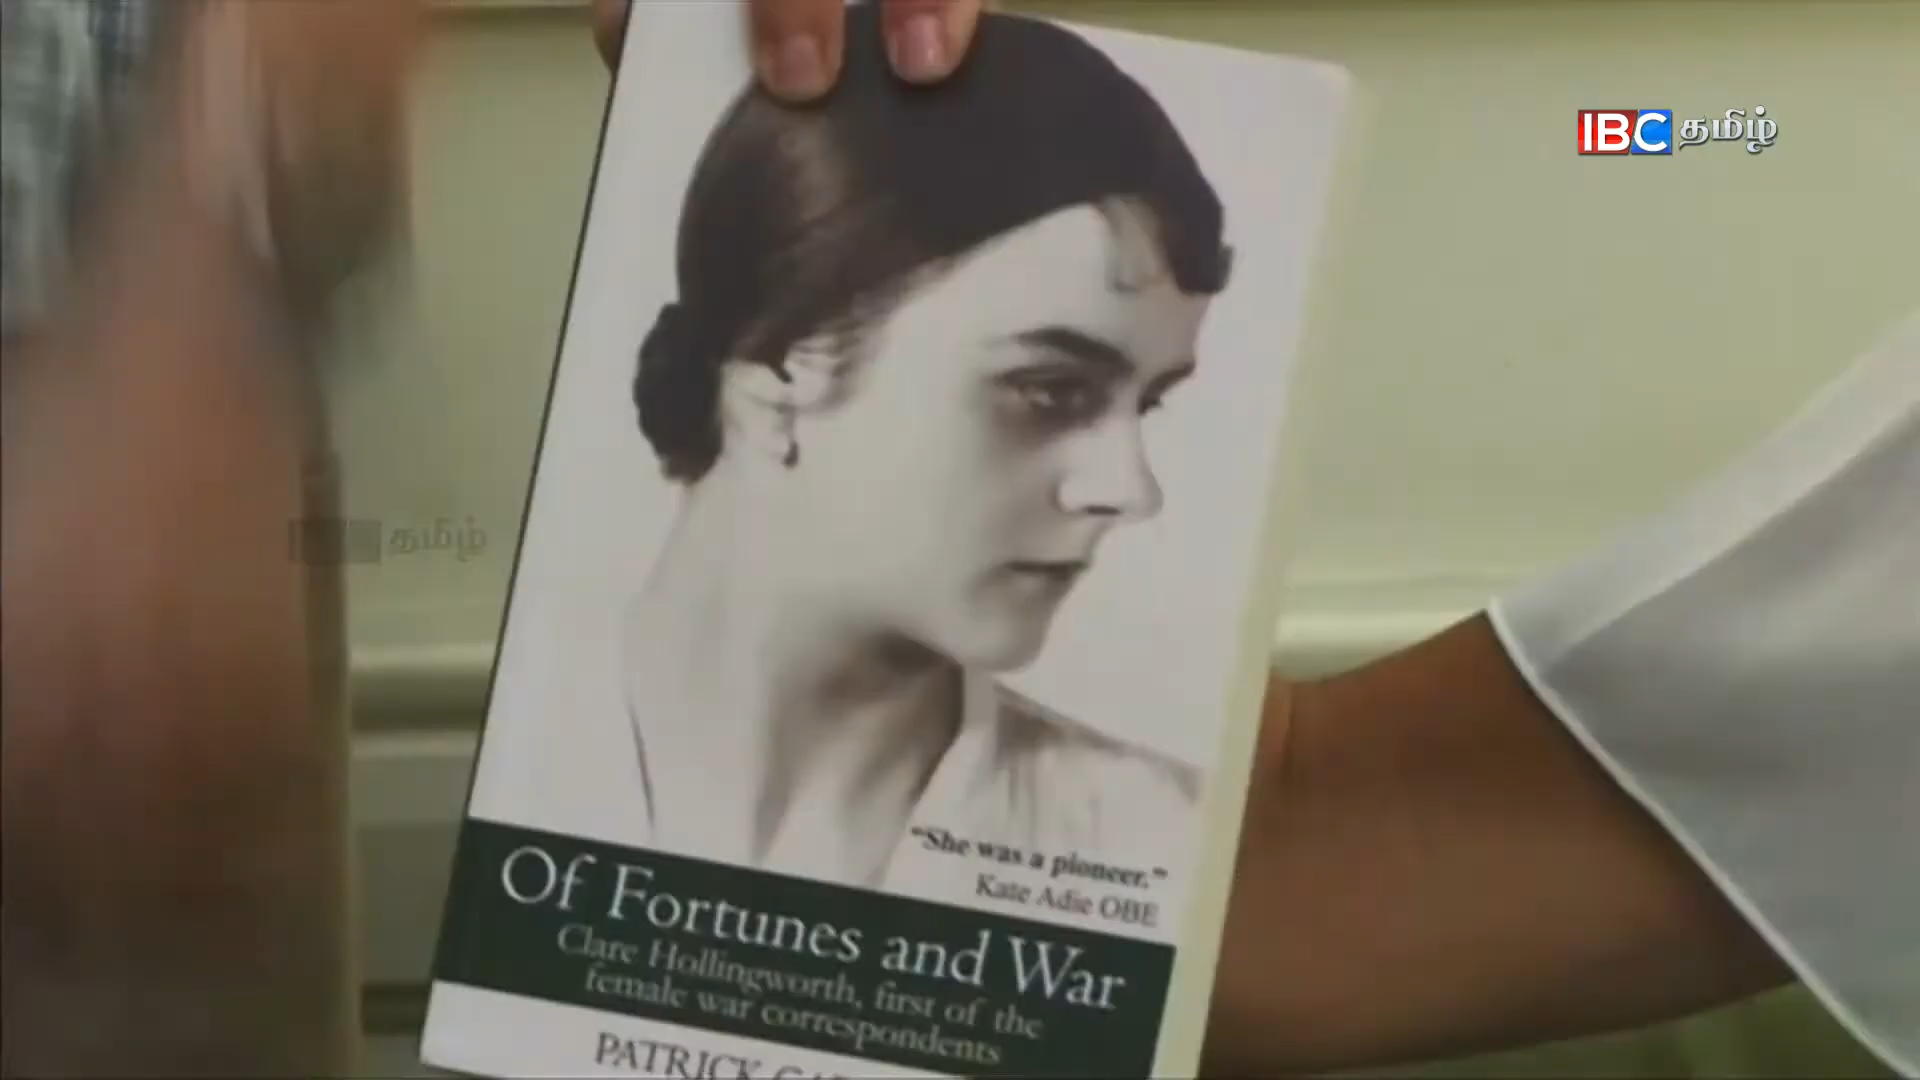 IBC தமிழ்
தமிழ்
"She was a pioneer."
Kate Adie OBE
Of Fortunes and War
Clare Hollingworth, first of the
female war correspondents
PATRICK